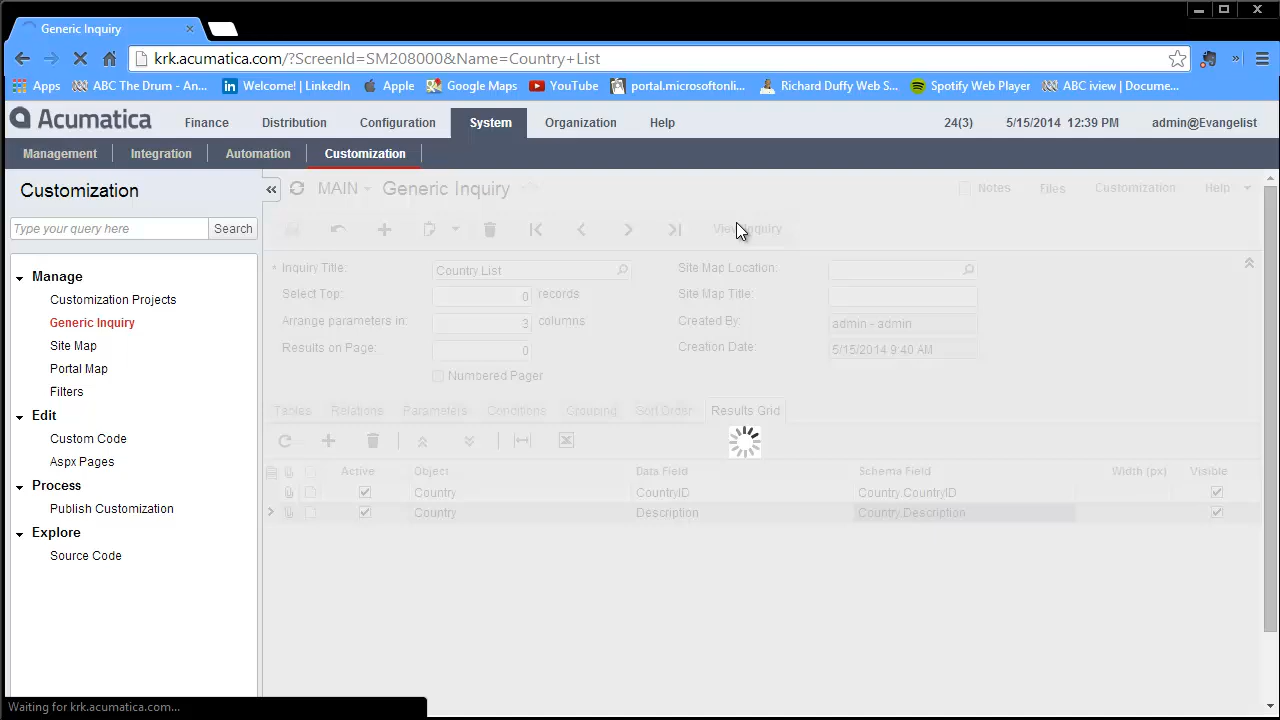 Generic Inquiry
krk.acumatica.com/?ScreenId=SM208000&Name=Country+List
Apps ABC The Drum - An... Welcome! | LinkedIn Apple Google Maps YouTube portal.microsoftonli... Richard Duffy Web S... Spotify Web Player ABC iview | Docume...
Acumatica Finance Distribution Configuration System Organization Help 24(3) 5/15/2014 12:39 PM admin@Evangelist
Management Integration Automation Customization
Customization
MAIN Generic Inquiry Notes Files Customization Help
Type your query here Search
View Inquiry
Manage
Customization Projects
Generic Inquiry
Site Map
Portal Map
Filters
Edit
Custom Code
Aspx Pages
Process
Publish Customization
Explore
Source Code
* Inquiry Title: Country List Site Map Location:
Select Top: 0 records Site Map Title:
Arrange parameters in: 3 columns Created By: admin - admin
Results on Page: 0 Creation Date: 5/15/2014 9:40 AM
Numbered Pager
Tables Relations Parameters Conditions Grouping Sort Order Results Grid
Active Object Data Field Schema Field Width (px) Visible
Country CountryID Country.CountryID
Country Description Country.Description
Waiting for krk.acumatica.com...